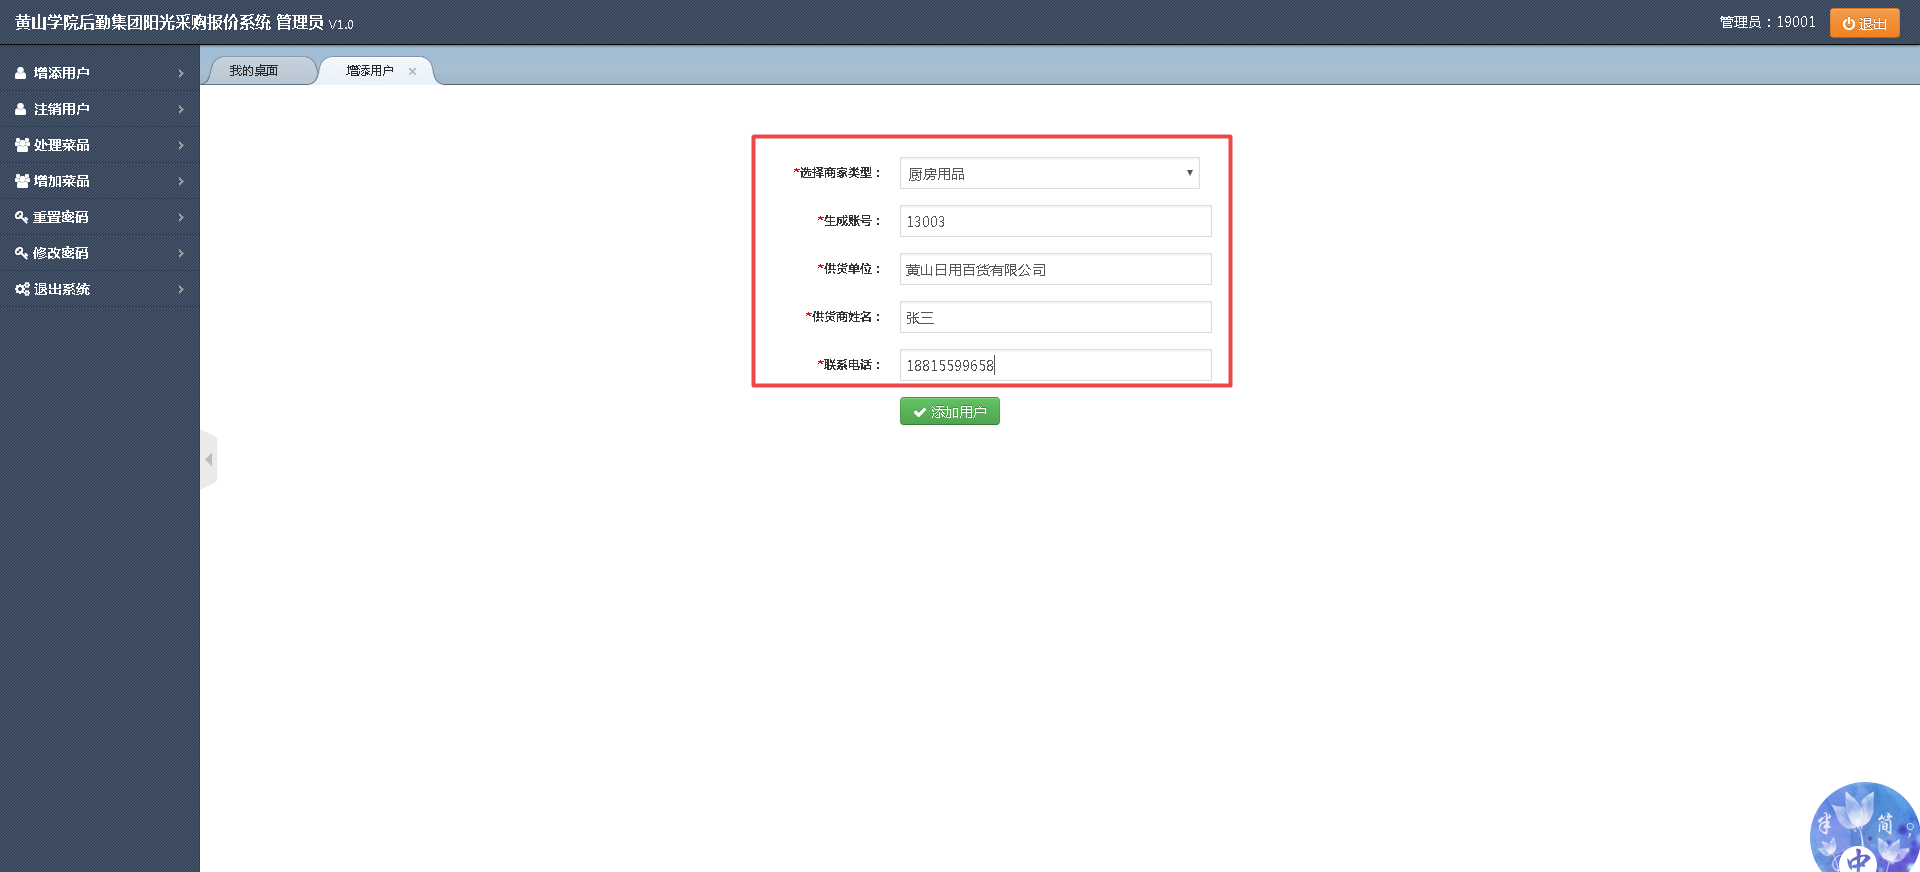 黄山学院后勤集团阳光采购报价系统 管理员 V1.0
管理员：19001
退出
增添用户
注销用户
处理菜品
增加菜品
重置密码
修改密码
退出系统
我的桌面
增添用户
*选择商家类型： 厨房用品
*生成账号： 13003
*供货单位： 黄山日用百货有限公司
*供货商姓名： 张三
*联系电话： 18815599658
添加用户
半 简
中